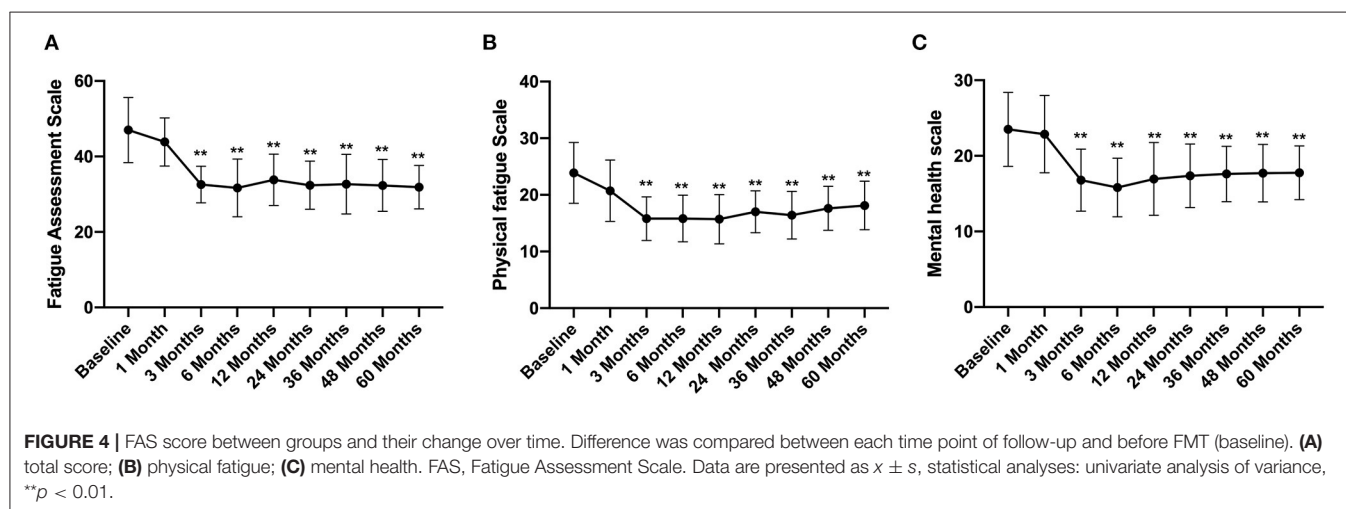 A
Fatigue Assessment Scale
60
40
20
0
** ** ** ** ** ** **
Baseline
1 Month
3 Months
6 Months
12 Months
24 Months
36 Months
48 Months
60 Months
B
Physical fatigue Scale
40
30
20
10
0
** ** ** ** ** ** **
Baseline
1 Month
3 Months
6 Months
12 Months
24 Months
36 Months
48 Months
60 Months
C
Mental health scale
30
20
10
0
** ** ** ** ** ** **
Baseline
1 Month
3 Months
6 Months
12 Months
24 Months
36 Months
48 Months
60 Months
FIGURE 4 | FAS score between groups and their change over time. Difference was compared between each time point of follow-up and before FMT (baseline). (A)
total score; (B) physical fatigue; (C) mental health. FAS, Fatigue Assessment Scale. Data are presented as x ± s, statistical analyses: univariate analysis of variance,
**p < 0.01.